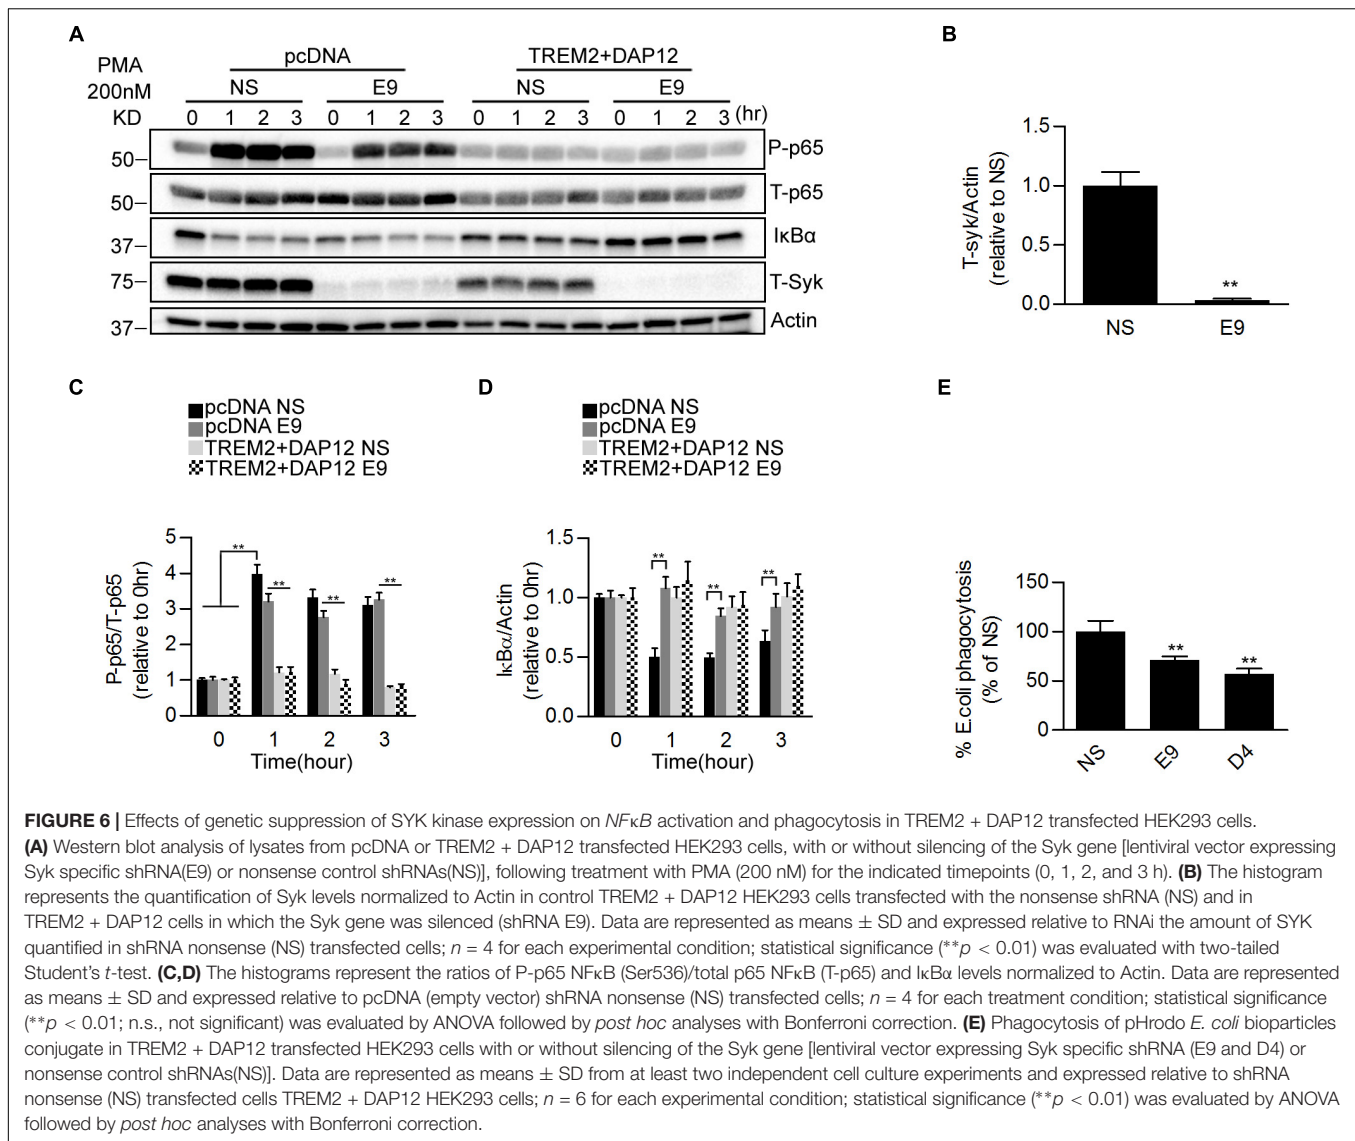 A
PMA
200nM
KD
pcDNA
TREM2+DAP12
NS
E9
NS
E9
0 1 2 3 0 1 2 3 0 1 2 3 0 1 2 3 (hr)
50
P-p65
50
T-p65
37
IκBα
75
T-Syk
37
Actin
B
T-syk/Actin
(relative to NS)
1.5
1.0
0.5
0.0
**
NS
E9
C
pcDNA NS
pcDNA E9
TREM2+DAP12 NS
TREM2+DAP12 E9
P-p65/T-p65
(relative to 0hr)
5
4
3
2
1
0
**
**
**
**
0 1 2 3
Time(hour)
D
pcDNA NS
pcDNA E9
TREM2+DAP12 NS
TREM2+DAP12 E9
IκBα/Actin
(relative to 0hr)
1.5
1.0
0.5
0.0
**
**
**
0 1 2 3
Time(hour)
E
% E.coli phagocytosis
(% of NS)
150
100
50
0
**
**
NS
E9
D4
FIGURE 6 | Effects of genetic suppression of SYK kinase expression on NFκB activation and phagocytosis in TREM2 + DAP12 transfected HEK293 cells.
(A) Western blot analysis of lysates from pcDNA or TREM2 + DAP12 transfected HEK293 cells, with or without silencing of the Syk gene [lentiviral vector expressing
Syk specific shRNA(E9) or nonsense control shRNAs(NS)], following treatment with PMA (200 nM) for the indicated timepoints (0, 1, 2, and 3 h). (B) The histogram
represents the quantification of Syk levels normalized to Actin in control TREM2 + DAP12 HEK293 cells transfected with the nonsense shRNA (NS) and in
TREM2 + DAP12 cells in which the Syk gene was silenced (shRNA E9). Data are represented as means ± SD and expressed relative to RNAi the amount of SYK
quantified in shRNA nonsense (NS) transfected cells; n = 4 for each experimental condition; statistical significance (**p < 0.01) was evaluated with two-tailed
Student's t-test. (C,D) The histograms represent the ratios of P-p65 NFκB (Ser536)/total p65 NFκB (T-p65) and IκBα levels normalized to Actin. Data are represented
as means ± SD and expressed relative to pcDNA (empty vector) shRNA nonsense (NS) transfected cells; n = 4 for each treatment condition; statistical significance
(**p < 0.01; n.s., not significant) was evaluated by ANOVA followed by post hoc analyses with Bonferroni correction. (E) Phagocytosis of pHrodo E. coli bioparticles
conjugate in TREM2 + DAP12 transfected HEK293 cells with or without silencing of the Syk gene [lentiviral vector expressing Syk specific shRNA (E9 and D4) or
nonsense control shRNAs(NS)]. Data are represented as means ± SD from at least two independent cell culture experiments and expressed relative to shRNA
nonsense (NS) transfected cells TREM2 + DAP12 HEK293 cells; n = 6 for each experimental condition; statistical significance (**p < 0.01) was evaluated by ANOVA
followed by post hoc analyses with Bonferroni correction.